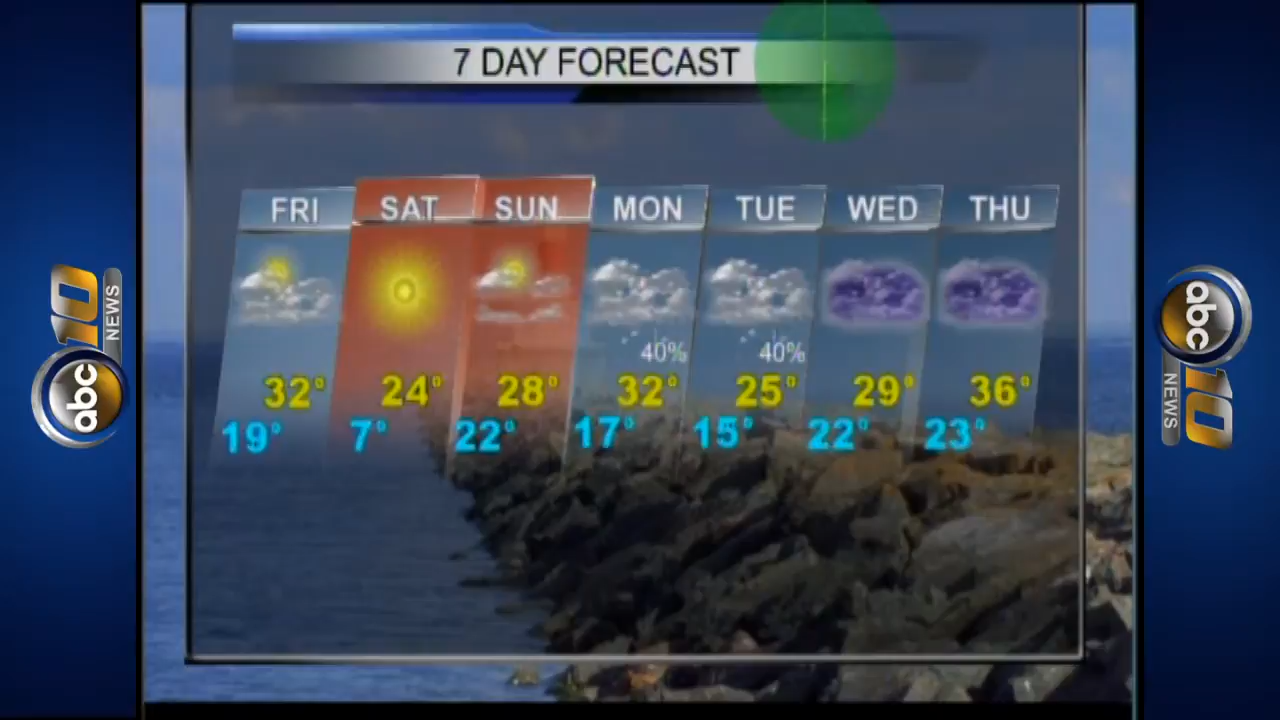 7 DAY FORECAST
FRI SAT SUN MON TUE WED THU
40% 40%
32° 24° 28° 32° 25° 29° 36°
19° 7° 22° 17° 15° 22° 23°
abc 10 NEWS
abc 10 NEWS